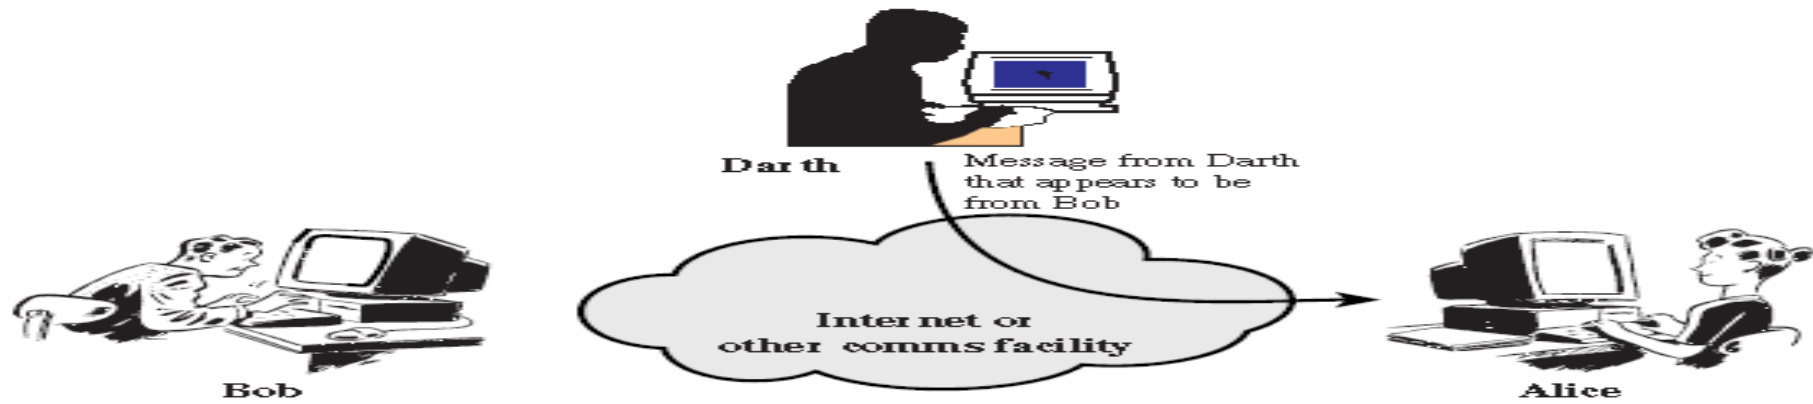 Darth
Message from Darth
that appears to be
from Bob
Internet or
other comms facility
Bob
Alice